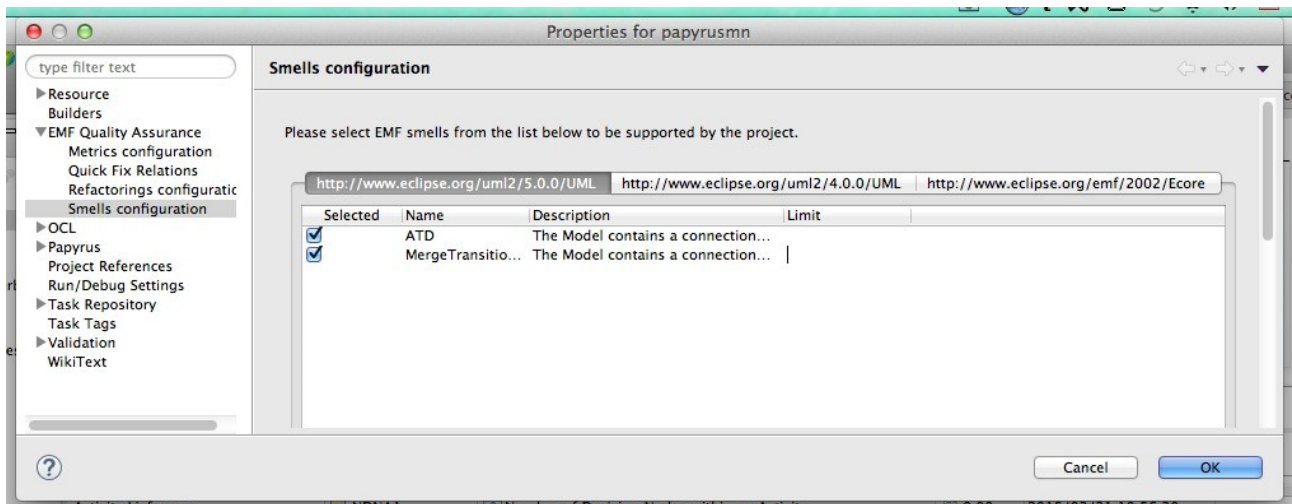 Properties for papyrusmn
type filter text
Resource
Builders
EMF Quality Assurance
Metrics configuration
Quick Fix Relations
Refactorings configuratic
Smells configuration
OCL
Papyrus
Project References
Run/Debug Settings
Task Repository
Task Tags
Validation
WikiText
Smells configuration
Please select EMF smells from the list below to be supported by the project.
http://www.eclipse.org/uml2/5.0.0/UML http://www.eclipse.org/uml2/4.0.0/UML http://www.eclipse.org/emf/2002/Ecore
Selected Name Description Limit
ATD The Model contains a connection...
MergeTransitio... The Model contains a connection...
Cancel OK